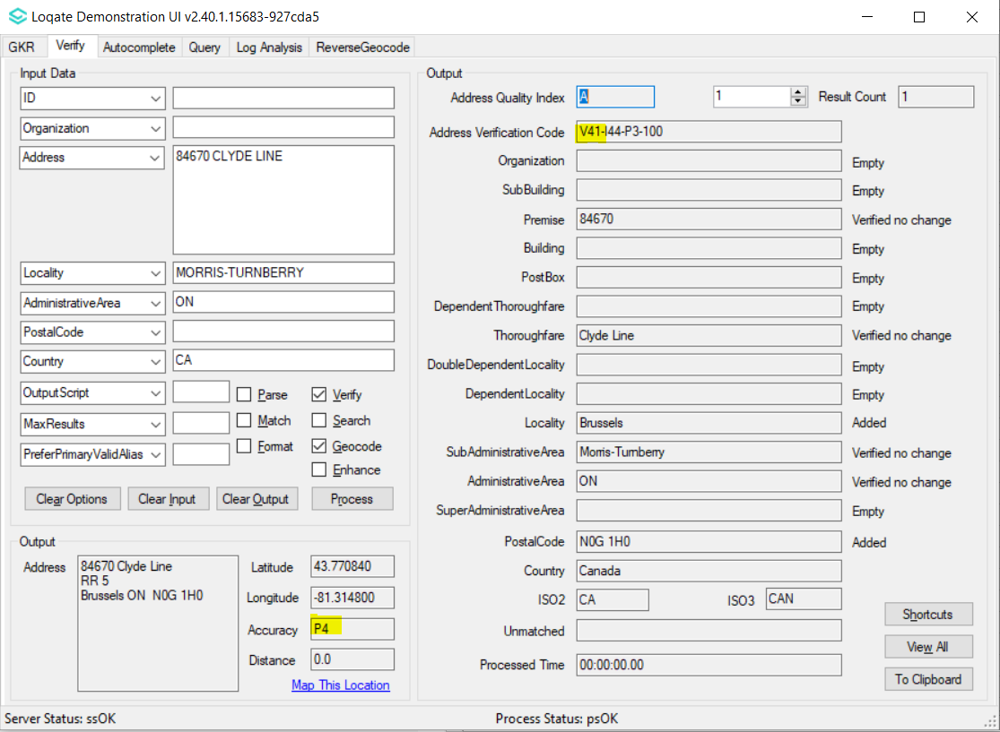 Loqate Demonstration UI v2.40.1.15683-927cda5
GKR Verify Autocomplete Query Log Analysis ReverseGeocode
Input Data
ID
Organization
Address 84670 CLYDE LINE
Locality MORRIS-TURNBERRY
AdministrativeArea ON
PostalCode
Country CA
OutputScript Parse Verify
MaxResults Match Search
PreferPrimaryValidAlias Format Geocode
Enhance
Clear Options Clear Input Clear Output Process
Output
Address 84670 Clyde Line
RR 5
Brussels ON N0G 1H0
Latitude 43.770840
Longitude -81.314800
Accuracy P4
Distance 0.0
Map This Location
Output
Address Quality Index A 1 Result Count 1
Address Verification Code V41-I44-P3-100
Organization Empty
SubBuilding Empty
Premise 84670 Verified no change
Building Empty
PostBox Empty
DependentThoroughfare Empty
Thoroughfare Clyde Line Verified no change
DoubleDependentLocality Empty
DependentLocality Empty
Locality Brussels Added
SubAdministrativeArea Morris-Turnberry Verified no change
AdministrativeArea ON Verified no change
SuperAdministrativeArea Empty
PostalCode N0G 1H0 Added
Country Canada
ISO2 CA ISO3 CAN
Unmatched
Processed Time 00:00:00.00
Shortcuts
View All
To Clipboard
Server Status: ssOK Process Status: psOK